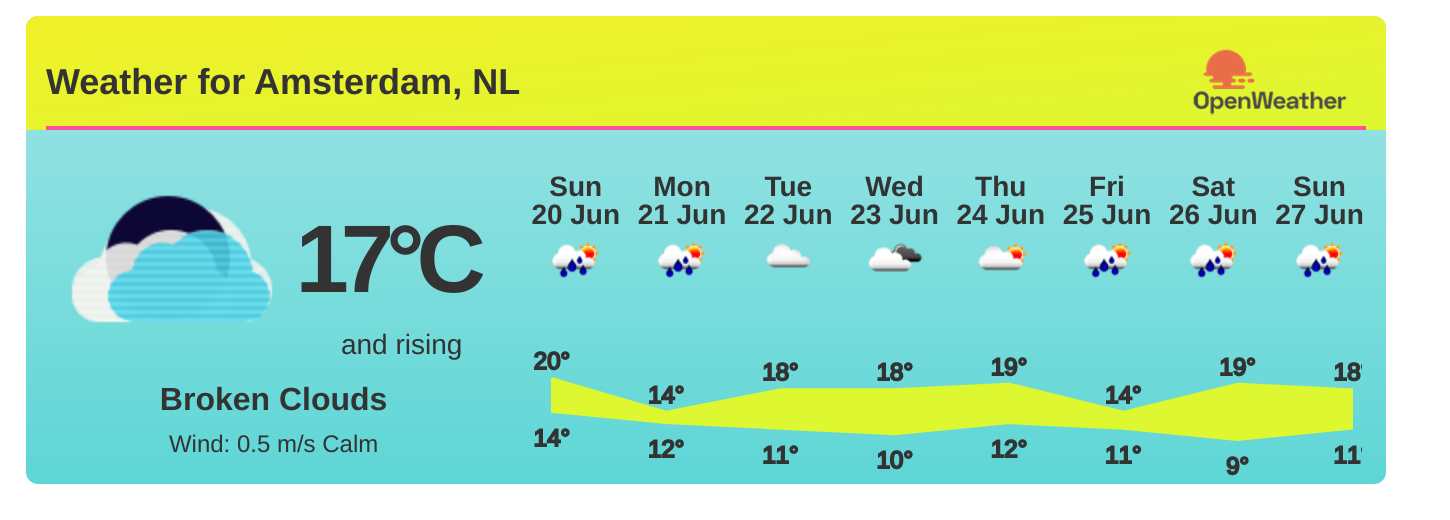 Weather for Amsterdam, NL
OpenWeather
17°C
and rising
Broken Clouds
Wind: 0.5 m/s Calm
Sun Mon Tue Wed Thu Fri Sat Sun
20 Jun 21 Jun 22 Jun 23 Jun 24 Jun 25 Jun 26 Jun 27 Jun
20° 14° 18° 18° 19° 14° 19° 18°
14° 12° 11° 10° 12° 11° 9° 11°